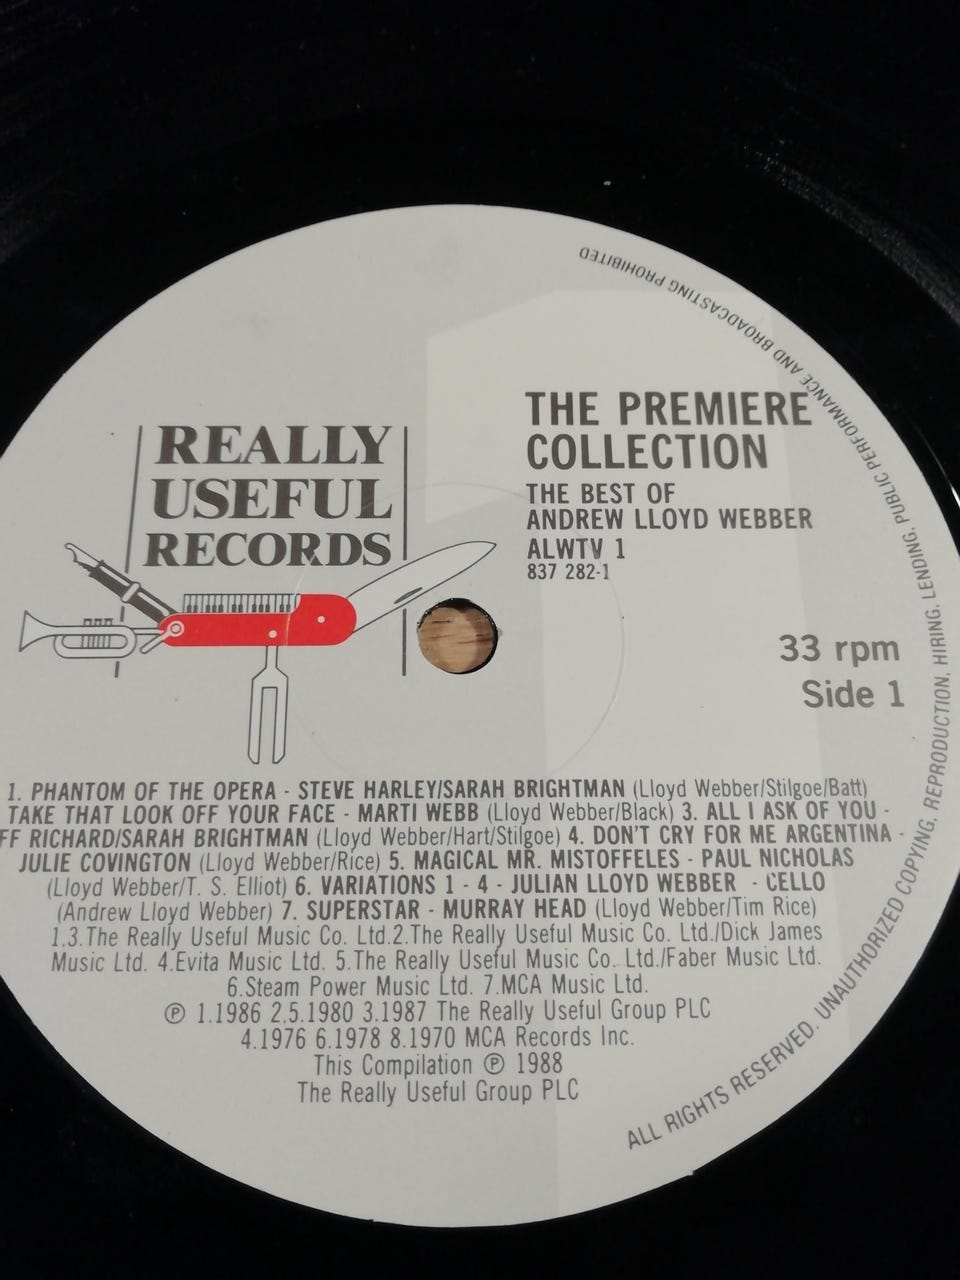 REALLY
USEFUL
RECORDS
THE PREMIERE
COLLECTION
THE BEST OF
ANDREW LLOYD WEBBER
ALWTV 1
837 282-1
33 rpm
Side 1
1. PHANTOM OF THE OPERA - STEVE HARLEY/SARAH BRIGHTMAN (Lloyd Webber/Stilgoe/Batt)
TAKE THAT LOOK OFF YOUR FACE - MARTI WEBB (Lloyd Webber/Black) 3. ALL I ASK OF YOU -
FF RICHARD/SARAH BRIGHTMAN (Lloyd Webber/Hart/Stilgoe) 4. DON'T CRY FOR ME ARGENTINA -
JULIE COVINGTON (Lloyd Webber/Rice) 5. MAGICAL MR. MISTOFFELES - PAUL NICHOLAS
(Lloyd Webber/T. S. Elliot) 6. VARIATIONS 1 - 4 - JULIAN LLOYD WEBBER - CELLO
(Andrew Lloyd Webber) 7. SUPERSTAR - MURRAY HEAD (Lloyd Webber/Tim Rice)
1.3.The Really Useful Music Co. Ltd.2.The Really Useful Music Co. Ltd./Dick James
Music Ltd. 4.Evita Music Ltd. 5.The Really Useful Music Co. Ltd./Faber Music Ltd.
6.Steam Power Music Ltd. 7.MCA Music Ltd.
℗ 1.1986 2,5.1980 3.1987 The Really Useful Group PLC
4.1976 6.1978 8.1970 MCA Records Inc.
This Compilation ℗ 1988
The Really Useful Group PLC
ALL RIGHTS RESERVED. UNAUTHORIZED COPYING, REPRODUCTION, HIRING, LENDING, PUBLIC PERFORMANCE AND BROADCASTING PROHIBITED